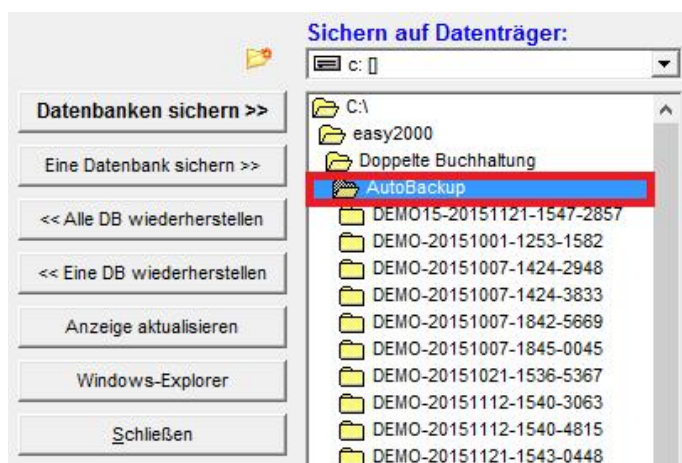 Sichern auf Datenträger:
c: []
Datenbanken sichern >>
Eine Datenbank sichern >>
<< Alle DB wiederherstellen
<< Eine DB wiederherstellen
Anzeige aktualisieren
Windows-Explorer
Schließen
C:\
easy2000
Doppelte Buchhaltung
AutoBackup
DEMO15-20151121-1547-2857
DEMO-20151001-1253-1582
DEMO-20151007-1424-2948
DEMO-20151007-1424-3833
DEMO-20151007-1842-5669
DEMO-20151007-1845-0045
DEMO-20151021-1536-5367
DEMO-20151112-1540-3063
DEMO-20151112-1540-4815
DEMO-20151121-1543-0448